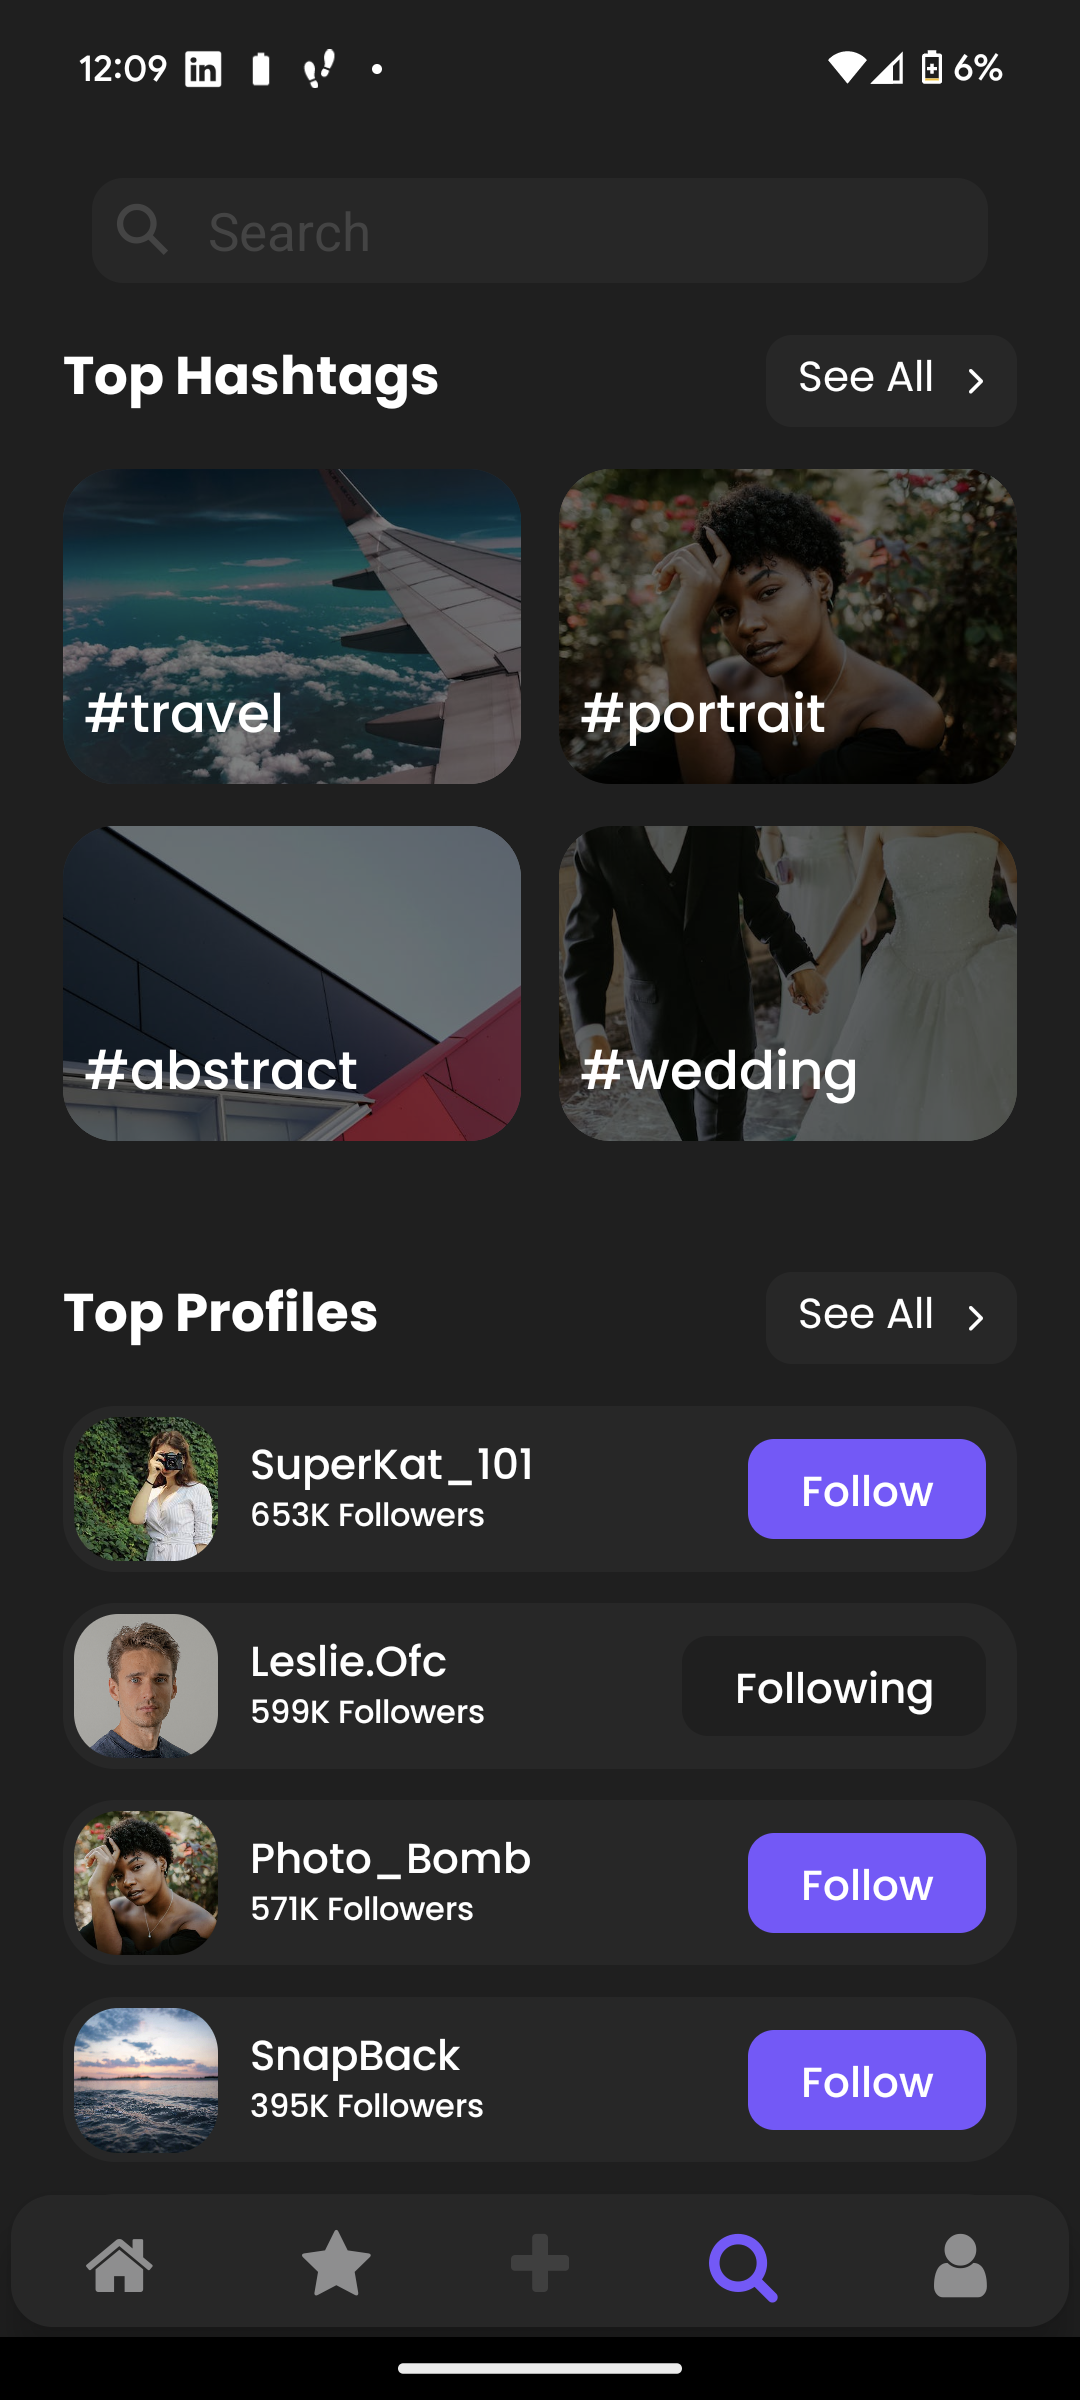 12:09
6%
Search
Top Hashtags
See All
#travel
#portrait
#abstract
#wedding
Top Profiles
See All
SuperKat_101
653K Followers
Follow
Leslie.Ofc
599K Followers
Following
Photo_Bomb
571K Followers
Follow
SnapBack
395K Followers
Follow